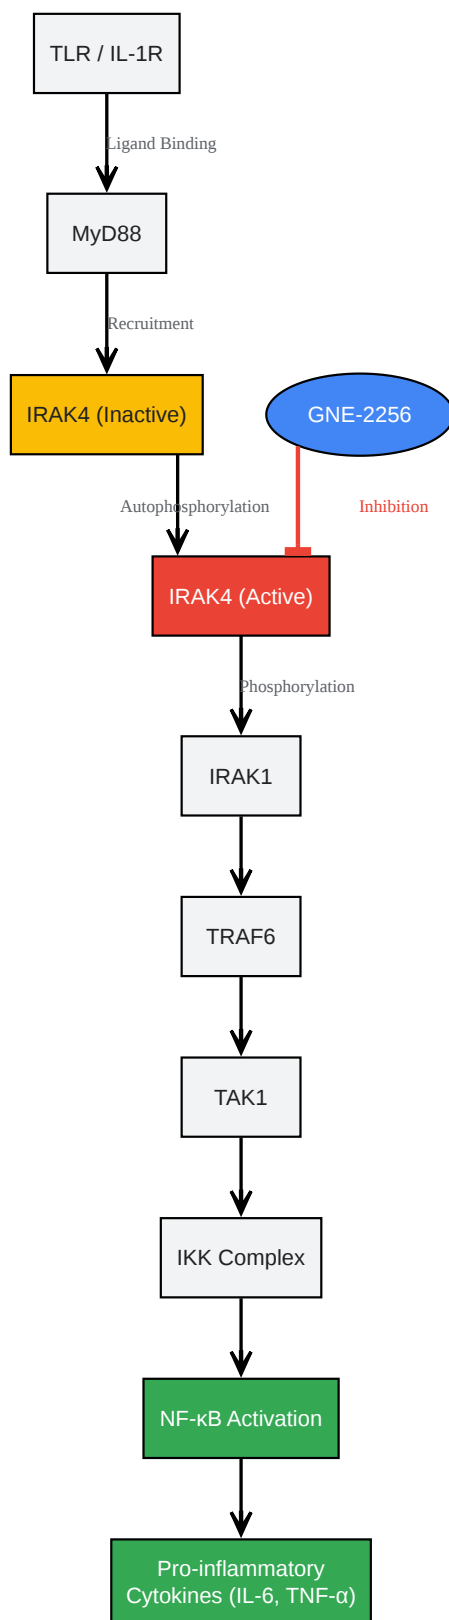 TLR / IL-1R
Ligand Binding
MyD88
Recruitment
IRAK4 (Inactive)
GNE-2256
Autophosphorylation
Inhibition
IRAK4 (Active)
Phosphorylation
IRAK1
TRAF6
TAK1
IKK Complex
NF-κB Activation
Pro-inflammatory
Cytokines (IL-6, TNF-α)